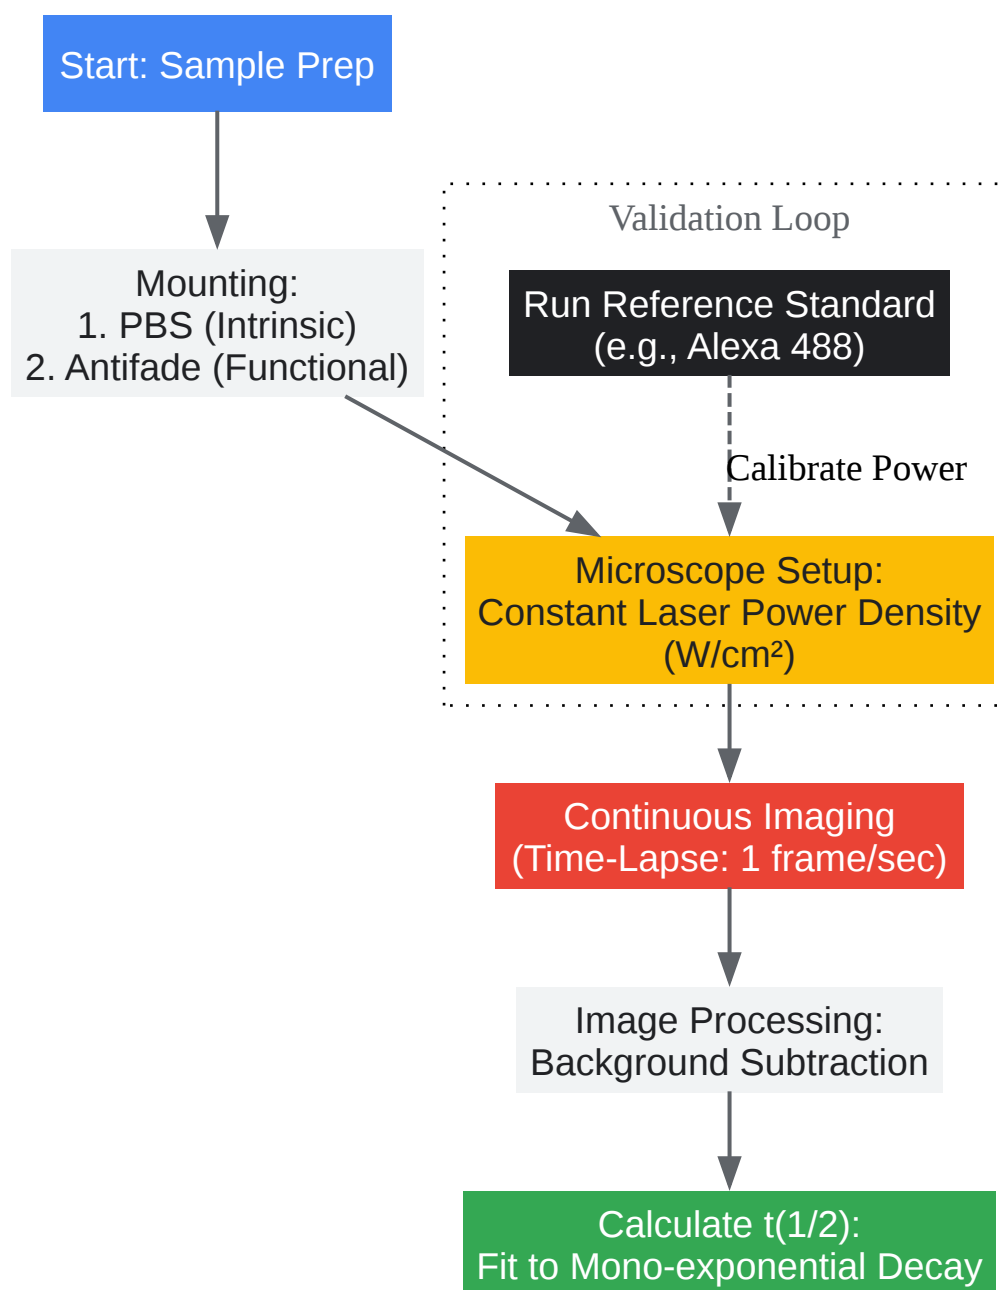 Start: Sample Prep
Mounting:
1. PBS (Intrinsic)
2. Antifade (Functional)
Validation Loop
Run Reference Standard
(e.g., Alexa 488)
Calibrate Power
Microscope Setup:
Constant Laser Power Density
(W/cm²)
Continuous Imaging
(Time-Lapse: 1 frame/sec)
Image Processing:
Background Subtraction
Calculate t(1/2):
Fit to Mono-exponential Decay